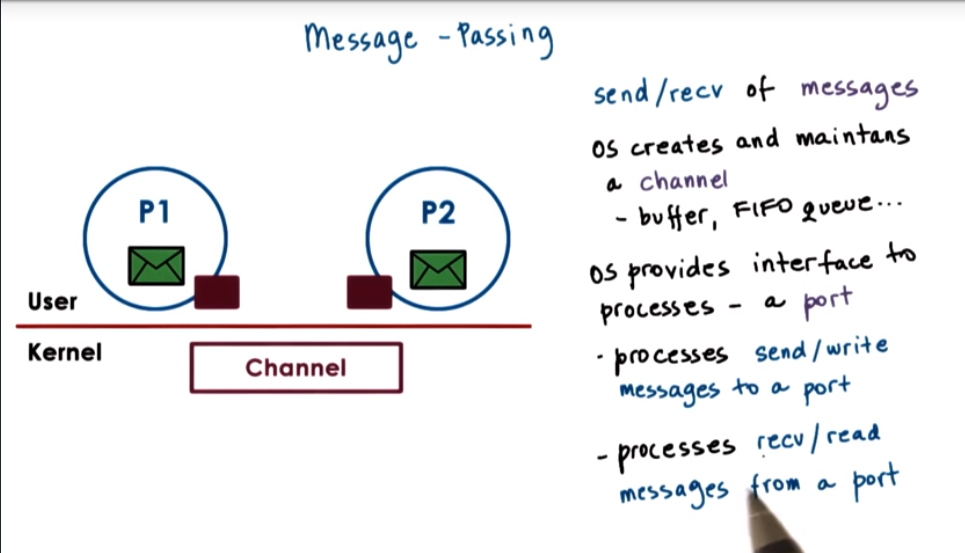 Message - Passing
send/recv of messages
OS creates and maintans
a channel
- buffer, FIFO queue...
OS provides interface to
processes - a port
- processes send/write
messages to a port
- processes recv/read
messages from a port
P1
P2
User
Kernel
Channel